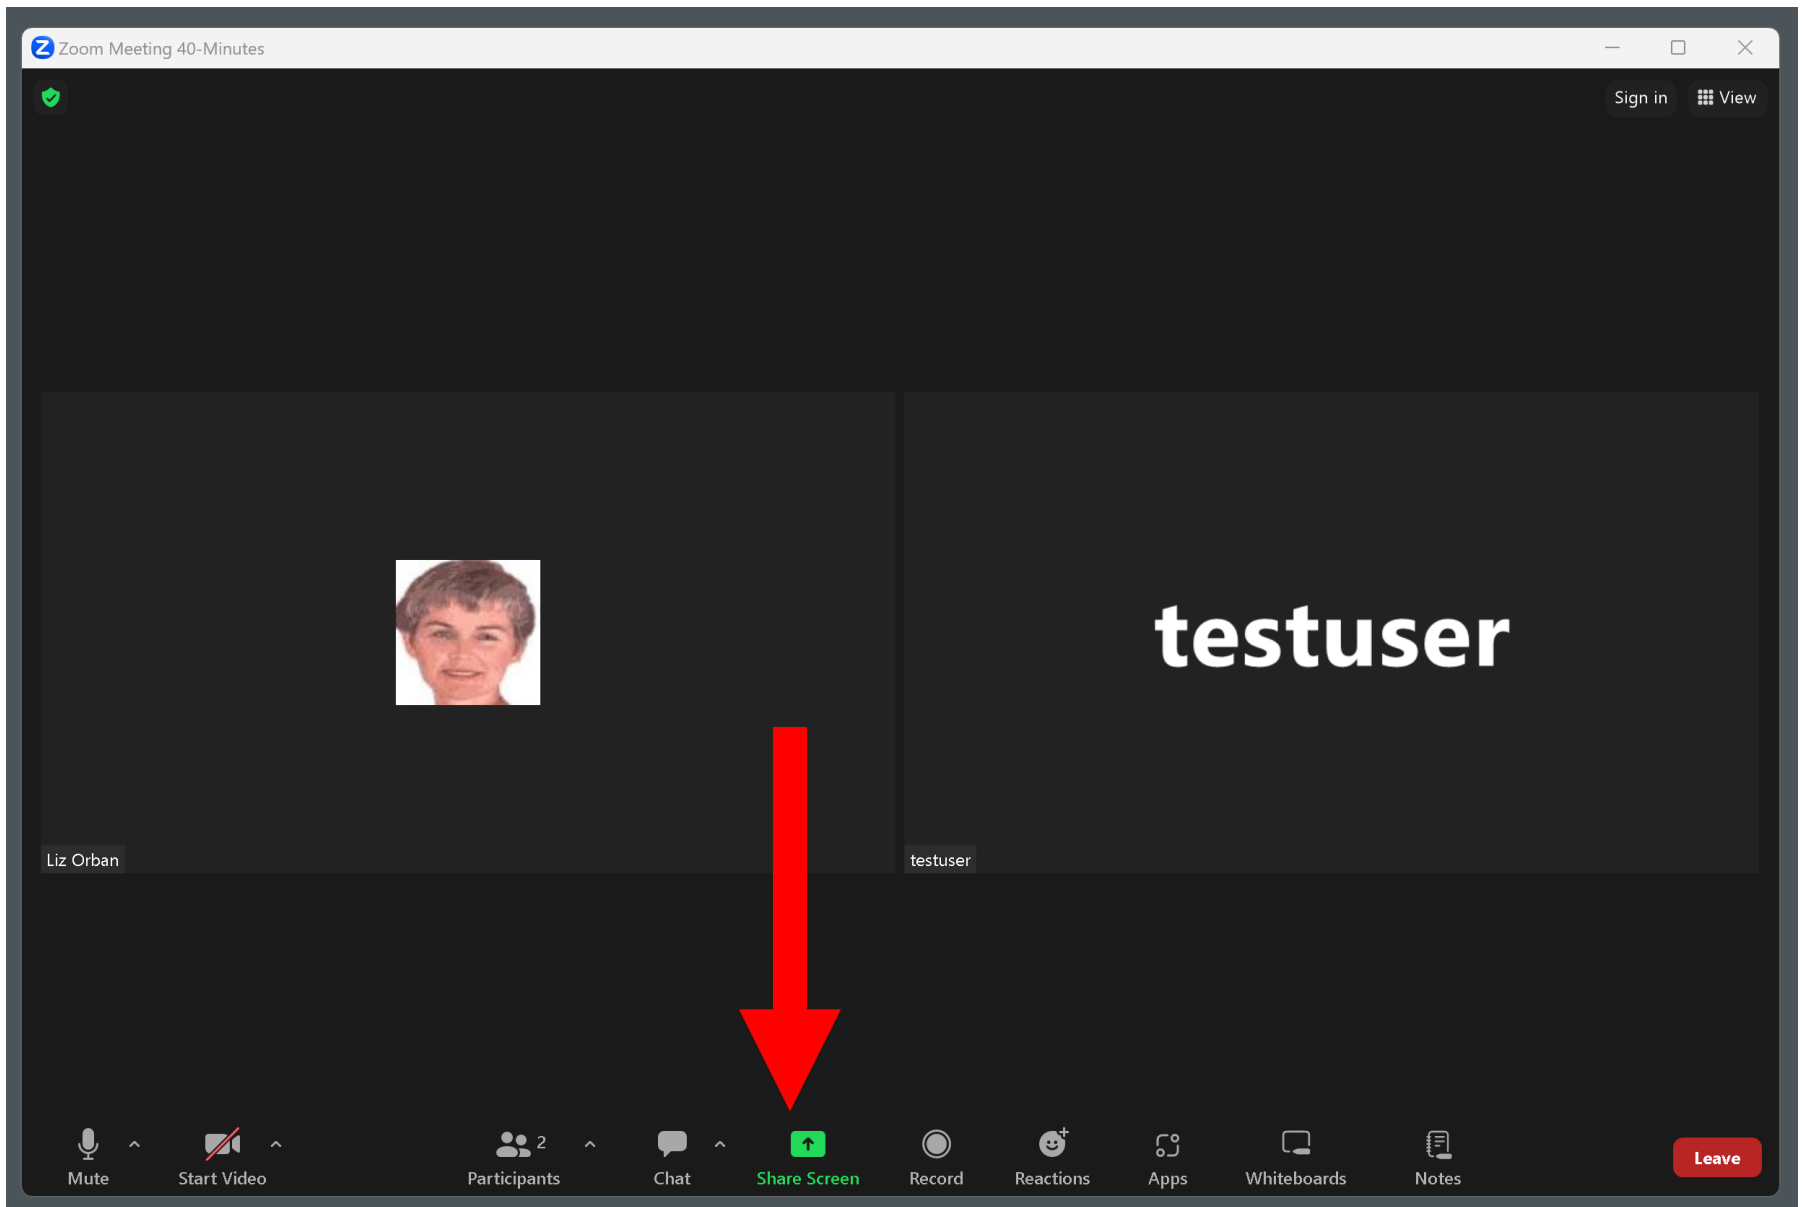 Zoom Meeting 40-Minutes
Sign in
View
testuser
Liz Orban
testuser
2
Mute
Start Video
Participants
Chat
Share Screen
Record
Reactions
Apps
Whiteboards
Notes
Leave